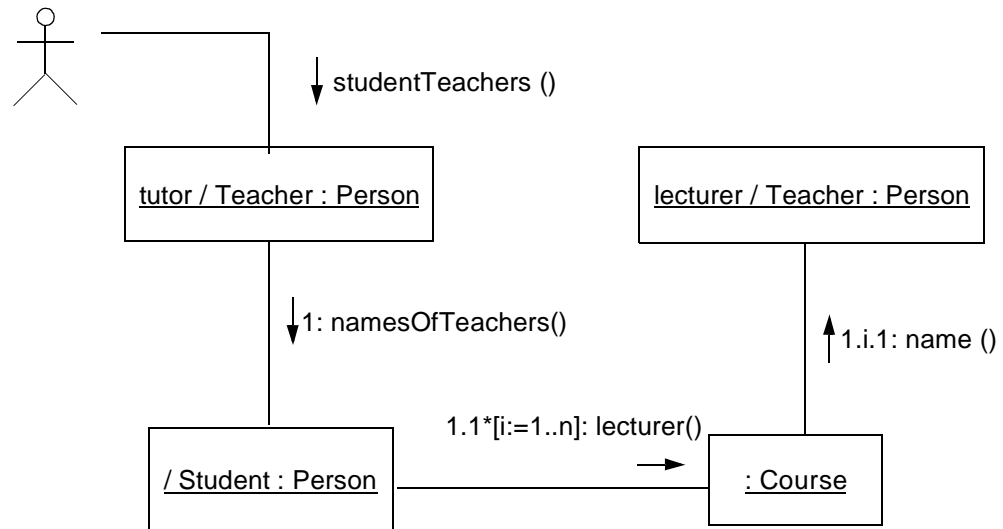 studentTeachers ()
tutor / Teacher : Person
lecturer / Teacher : Person
1: namesOfTeachers()
1.i.1: name ()
1.1*[i:=1..n]: lecturer()
/ Student : Person
: Course